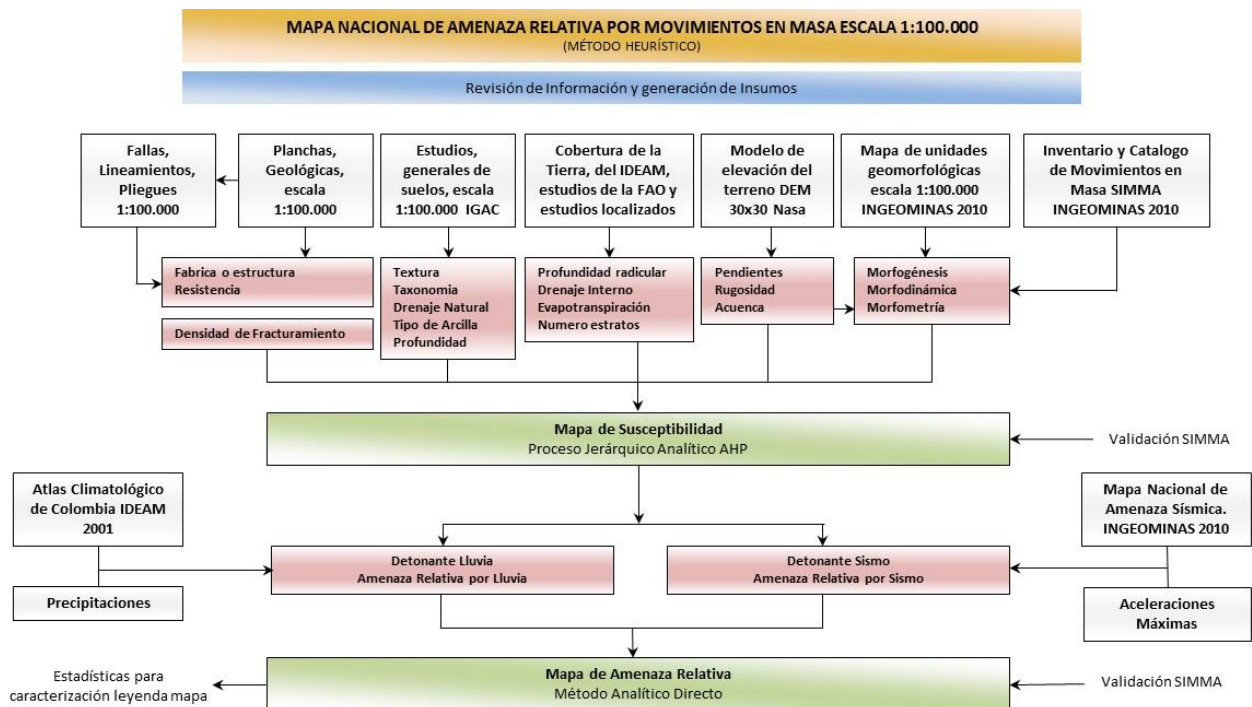 MAPA NACIONAL DE AMENAZA RELATIVA POR MOVIMIENTOS EN MASA ESCALA 1:100.000
(MÉTODO HEURÍSTICO)
Revisión de Información y generación de Insumos
Fallas,
Lineamientos,
Pliegues
1:100.000
Planchas,
Geológicas,
escala
1:100.000
Estudios,
generales de
suelos, escala
1:100.000 IGAC
Cobertura de la
Tierra, del IDEAM,
estudios de la FAO y
estudios localizados
Modelo de
elevación del
terreno DEM
30x30 Nasa
Mapa de unidades
geomorfológicas
escala 1:100.000
INGEOMINAS 2010
Inventario y Catalogo
de Movimientos en
Masa SIMMA
INGEOMINAS 2010
Fabrica o estructura
Resistencia
Densidad de Fracturamiento
Textura
Taxonomia
Drenaje Natural
Tipo de Arcilla
Profundidad
Profundidad radicular
Drenaje Interno
Evapotranspiración
Numero estratos
Pendientes
Rugosidad
Acuenca
Morfogénesis
Morfodinámica
Morfometría
Mapa de Susceptibilidad
Proceso Jerárquico Analítico AHP
Validación SIMMA
Atlas Climatológico
de Colombia IDEAM
2001
Precipitaciones
Detonante Lluvia
Amenaza Relativa por Lluvia
Detonante Sismo
Amenaza Relativa por Sismo
Mapa Nacional de
Amenaza Sísmica.
INGEOMINAS 2010
Aceleraciones
Máximas
Estadísticas para
caracterización leyenda mapa
Mapa de Amenaza Relativa
Método Analítico Directo
Validación SIMMA